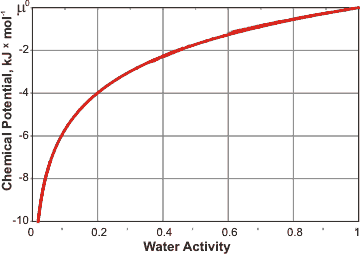 μ⁰
-2
-4
-6
-8
-10
0 0.2 0.4 0.6 0.8 1
Water Activity
Chemical Potential, kJ × mol⁻¹